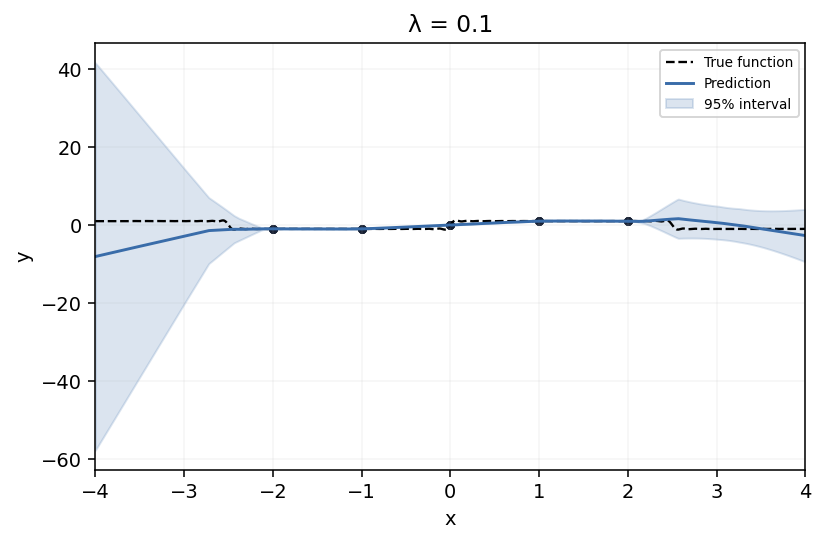 λ = 0.1
True function
Prediction
95% interval
40
20
0
−20
−40
−60
y
−4 −3 −2 −1 0 1 2 3 4
x